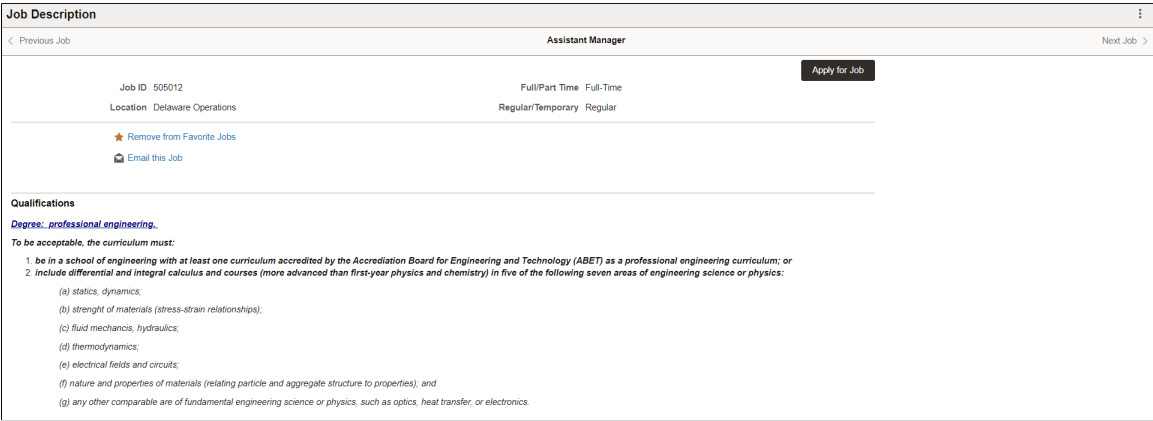 Job Description
Previous Job
Assistant Manager
Next Job
Apply for Job
Job ID 505012
Full/Part Time Full-Time
Location Delaware Operations
Regular/Temporary Regular
Remove from Favorite Jobs
Email this Job
Qualifications
Degree: professional engineering.
To be acceptable, the curriculum must:
1. be in a school of engineering with at least one curriculum accredited by the Accrediation Board for Engineering and Technology (ABET) as a professional engineering curriculum; or
2. include differential and integral calculus and courses (more advanced than first-year physics and chemistry) in five of the following seven areas of engineering science or physics:
(a) statics, dynamics;
(b) strenght of materials (stress-strain relationships);
(c) fluid mechancis, hydraulics;
(d) thermodynamics;
(e) electrical fields and circuits;
(f) nature and properties of materials (relating particle and aggregate structure to properties); and
(g) any other comparable are of fundamental engineering science or physics, such as optics, heat transfer, or electronics.